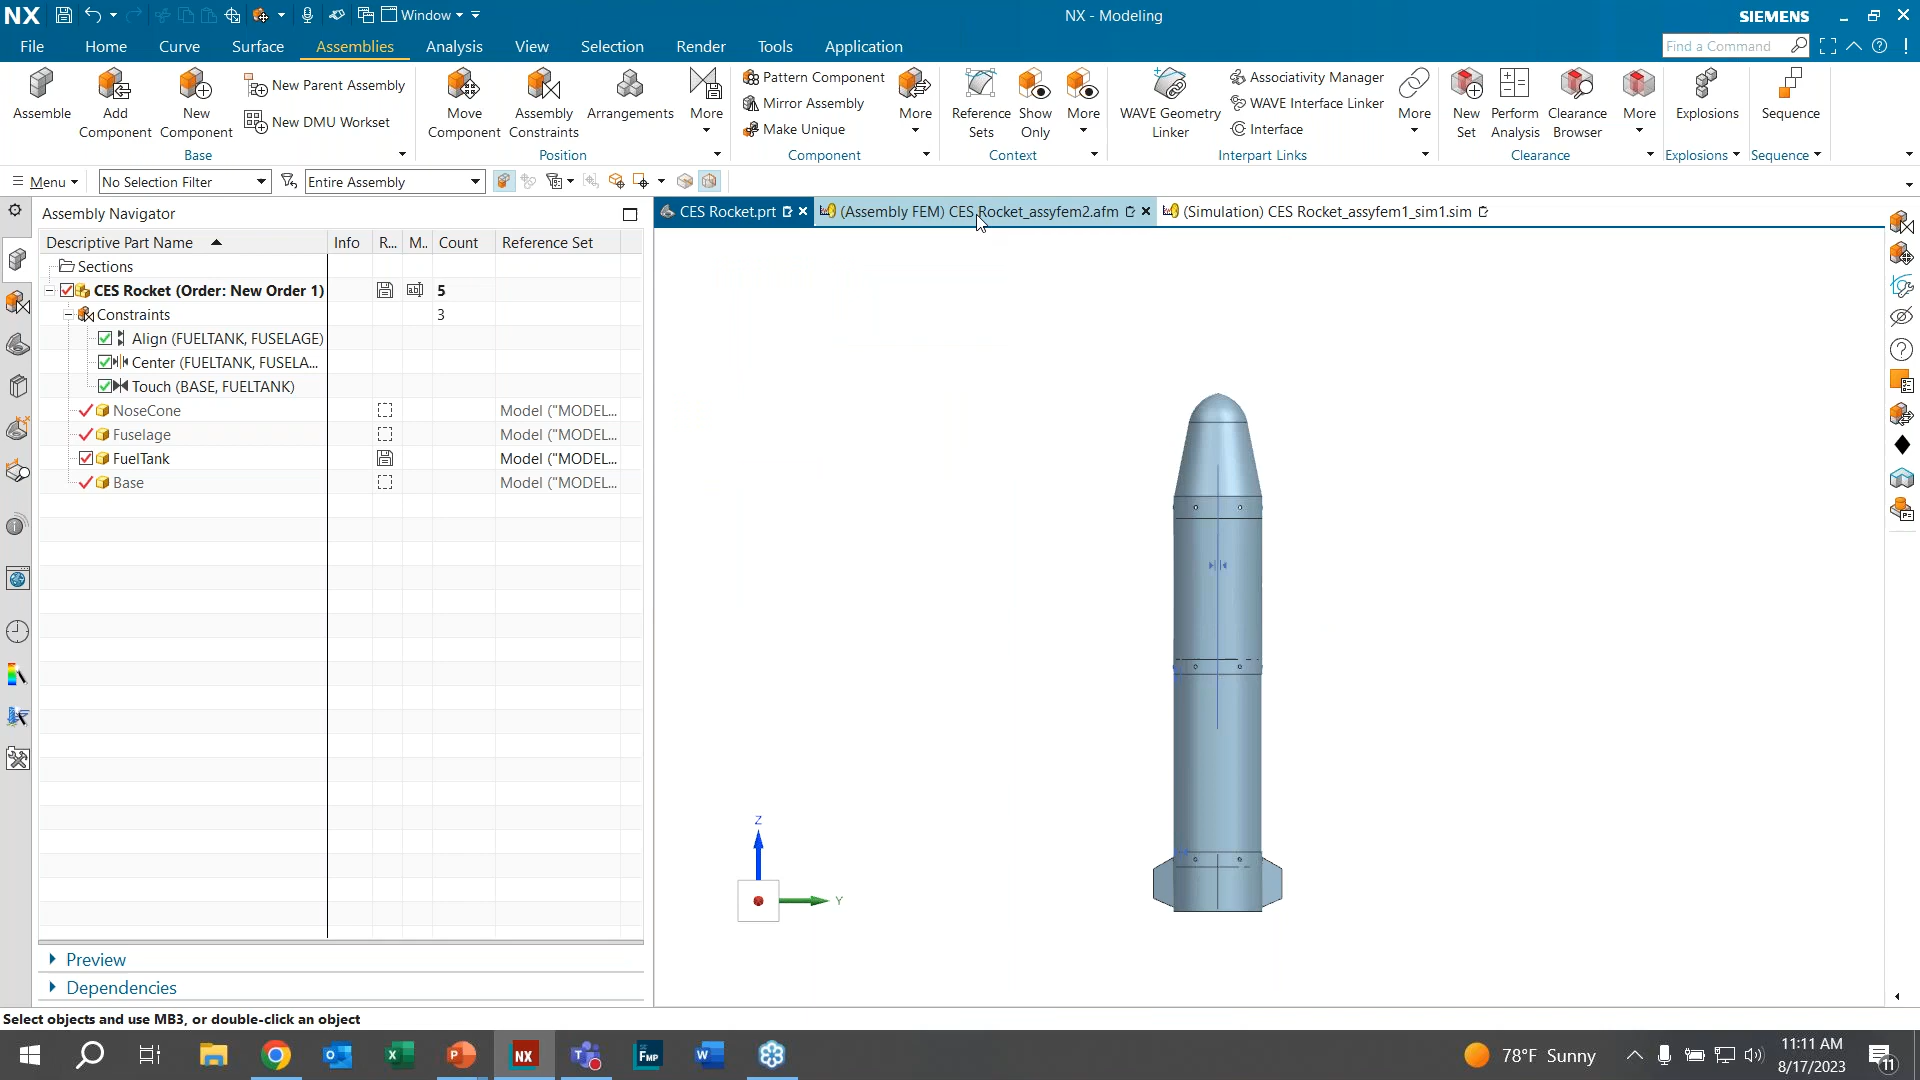 NX
Window
NX - Modeling
SIEMENS
File
Home
Curve
Surface
Assemblies
Analysis
View
Selection
Render
Tools
Application
Find a Command
Assemble
Add Component
New Component
New Parent Assembly
New DMU Workset
Base
Move Component
Assembly Constraints
Arrangements
More
Position
Pattern Component
Mirror Assembly
Make Unique
More
Component
Reference Sets
Show Only
More
Context
WAVE Geometry Linker
Associativity Manager
WAVE Interface Linker
Interface
More
Interpart Links
New Set
Perform Analysis
Clearance Browser
More
Clearance
Explosions
Explosions
Sequence
Sequence
Menu
No Selection Filter
Entire Assembly
Assembly Navigator
CES Rocket.prt
(Assembly FEM) CES Rocket_assyfem2.afm
(Simulation) CES Rocket_assyfem1_sim1.sim
Descriptive Part Name
Info
R...
M..
Count
Reference Set
Sections
CES Rocket (Order: New Order 1)
5
Constraints
3
Align (FUELTANK, FUSELAGE)
Center (FUELTANK, FUSELA...
Touch (BASE, FUELTANK)
NoseCone
Model ("MODEL...
Fuselage
Model ("MODEL...
FuelTank
Model ("MODEL...
Base
Model ("MODEL...
Z
Y
Preview
Dependencies
Select objects and use MB3, or double-click an object
NX
FMP
78°F Sunny
11:11 AM
8/17/2023
11